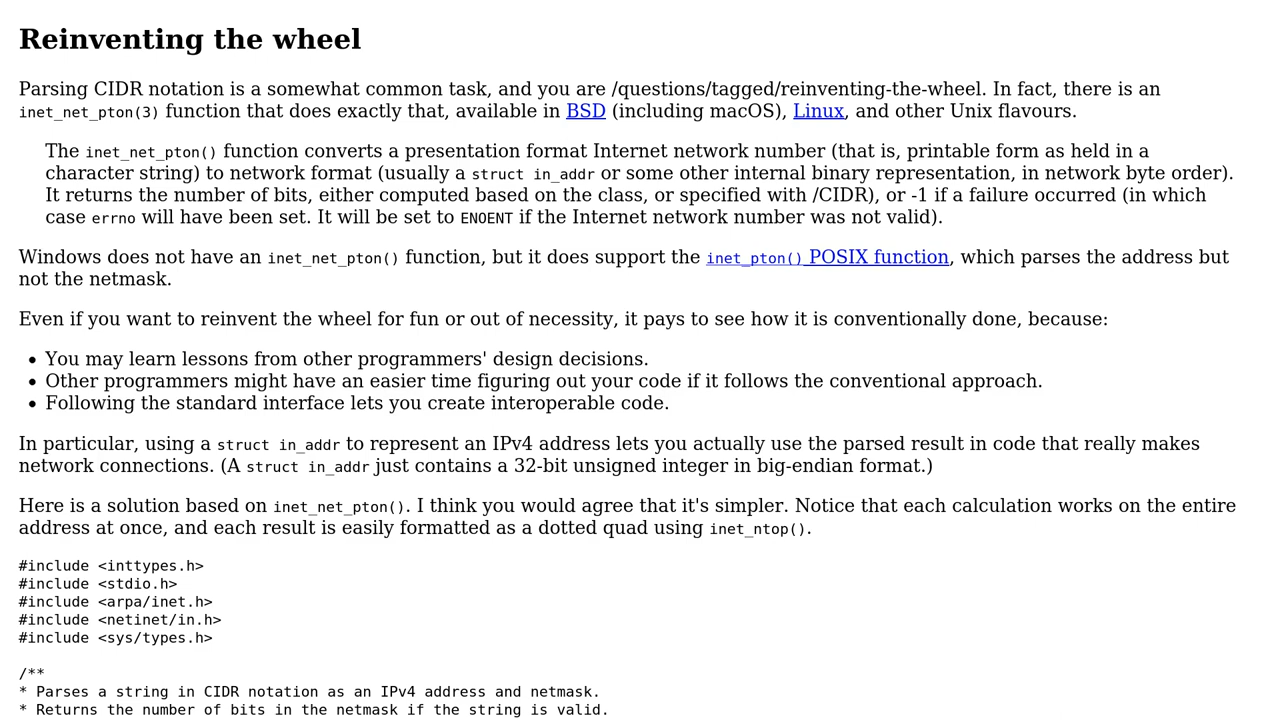 Reinventing the wheel
Parsing CIDR notation is a somewhat common task, and you are /questions/tagged/reinventing-the-wheel. In fact, there is an
inet_net_pton(3) function that does exactly that, available in BSD (including macOS), Linux, and other Unix flavours.
The inet_net_pton() function converts a presentation format Internet network number (that is, printable form as held in a
character string) to network format (usually a struct in_addr or some other internal binary representation, in network byte order).
It returns the number of bits, either computed based on the class, or specified with /CIDR), or -1 if a failure occurred (in which
case errno will have been set. It will be set to ENOENT if the Internet network number was not valid).
Windows does not have an inet_net_pton() function, but it does support the inet_pton() POSIX function, which parses the address but
not the netmask.
Even if you want to reinvent the wheel for fun or out of necessity, it pays to see how it is conventionally done, because:
• You may learn lessons from other programmers' design decisions.
• Other programmers might have an easier time figuring out your code if it follows the conventional approach.
• Following the standard interface lets you create interoperable code.
In particular, using a struct in_addr to represent an IPv4 address lets you actually use the parsed result in code that really makes
network connections. (A struct in_addr just contains a 32-bit unsigned integer in big-endian format.)
Here is a solution based on inet_net_pton(). I think you would agree that it's simpler. Notice that each calculation works on the entire
address at once, and each result is easily formatted as a dotted quad using inet_ntop().
#include <inttypes.h>
#include <stdio.h>
#include <arpa/inet.h>
#include <netinet/in.h>
#include <sys/types.h>
/**
* Parses a string in CIDR notation as an IPv4 address and netmask.
* Returns the number of bits in the netmask if the string is valid.